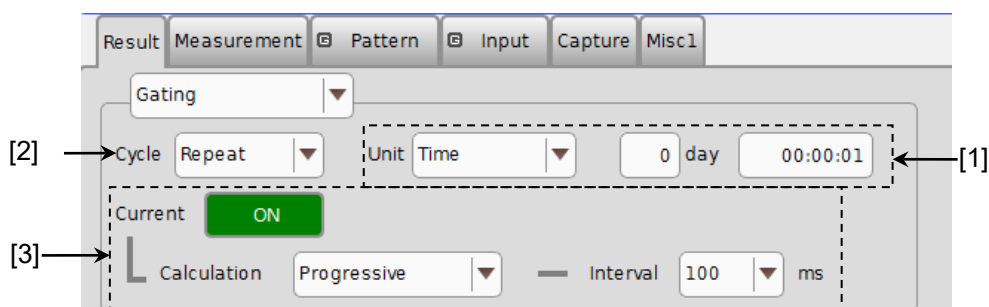 Result Measurement G Pattern G Input Capture Misc1
Gating
[2] Cycle Repeat Unit Time 0 day 00:00:01 [1]
Current ON
[3] Calculation Progressive Interval 100 ms